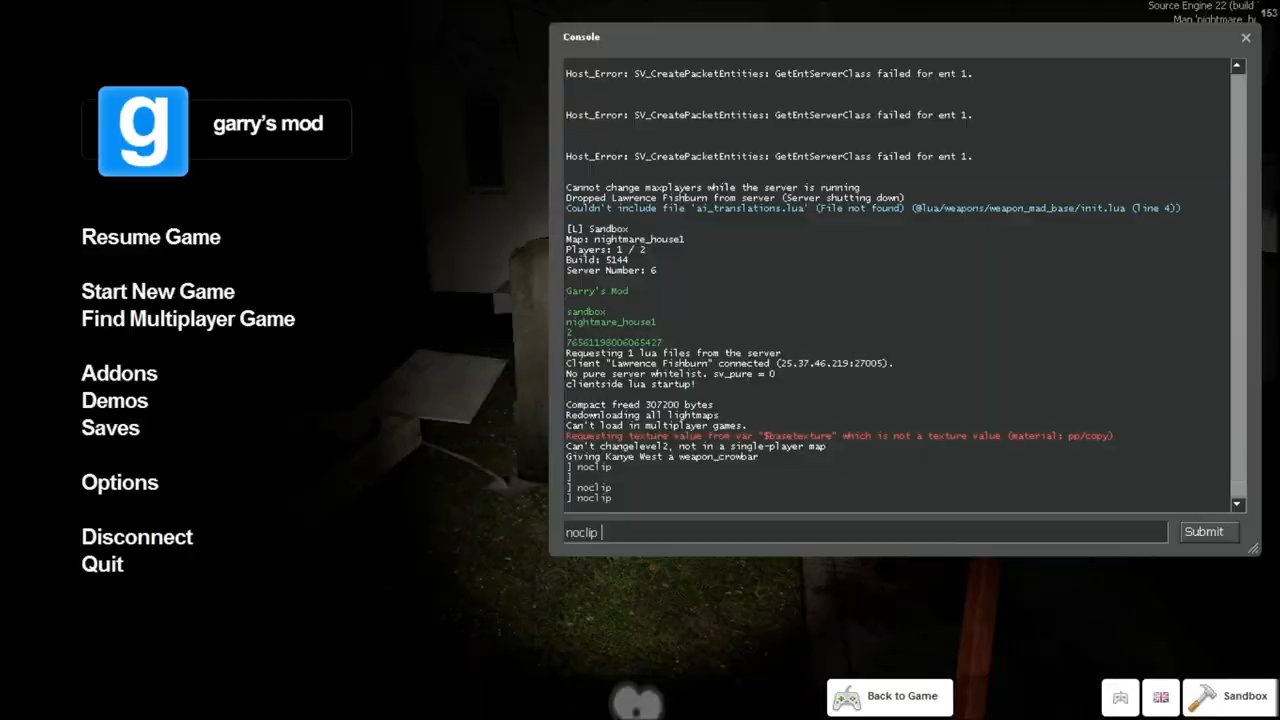 Source Engine 22 (build
153
Map 'nightmare_h
g
garry's mod
Resume Game
Start New Game
Find Multiplayer Game
Addons
Demos
Saves
Options
Disconnect
Quit
Console
Host_Error: SV_CreatePacketEntities: GetEntServerClass failed for ent 1.
Host_Error: SV_CreatePacketEntities: GetEntServerClass failed for ent 1.
Host_Error: SV_CreatePacketEntities: GetEntServerClass failed for ent 1.
Cannot change maxplayers while the server is running
Dropped Lawrence Fishburn from server (Server shutting down)
Couldn't include file 'ai_translations.lua' (File not found) (@lua/weapons/weapon_mad_base/init.lua (line 4))
[L] Sandbox
Map: nightmare_house1
Players: 1 / 2
Build: 5144
Server Number: 6
Garry's Mod
sandbox
nightmare_house1
2
76561198006065427
Requesting 1 lua files from the server
Client "Lawrence Fishburn" connected (25.37.46.219:27005).
No pure server whitelist. sv_pure = 0
clientside lua startup!
Compact freed 307200 bytes
Redownloading all lightmaps
Can't load in multiplayer games.
Requesting texture value from var "$basetexture" which is not a texture value (material: pp/copy)
Can't changelevel2, not in a single-player map
Giving Kanye West a weapon_crowbar
] noclip
]
] noclip
] noclip
noclip
Submit
Back to Game
Sandbox